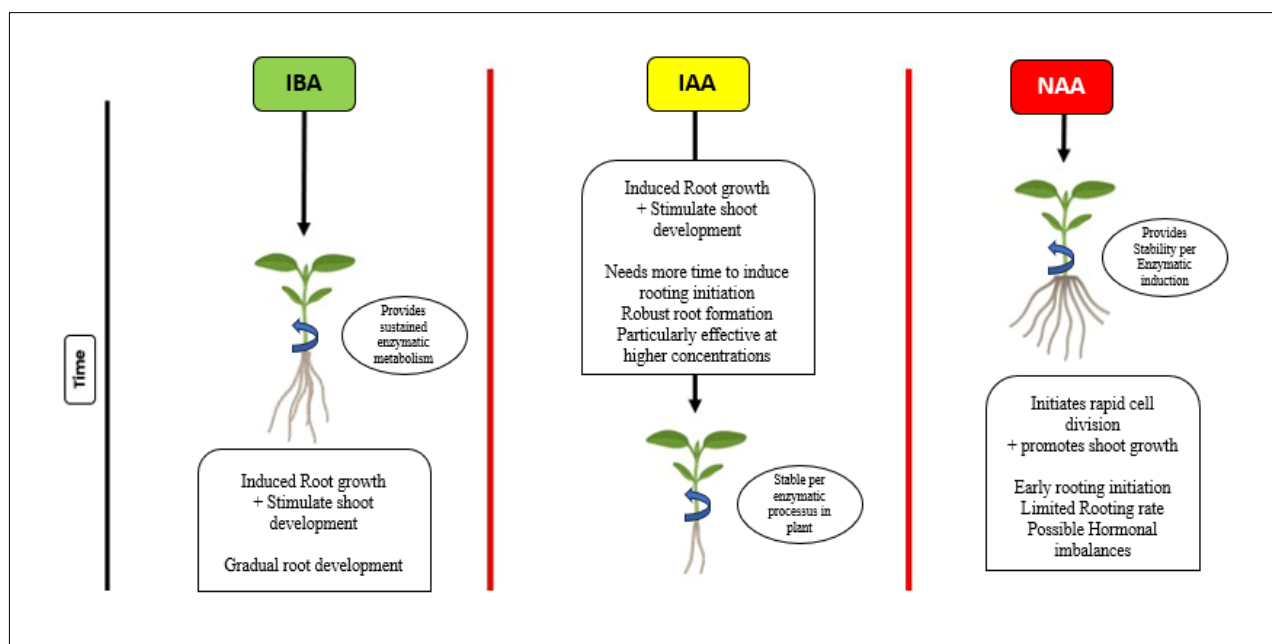 Time
IBA
Provides
sustained
enzymatic
metabolism
Induced Root growth
+ Stimulate shoot
development
Gradual root development
IAA
Induced Root growth
+ Stimulate shoot
development
Needs more time to induce
rooting initiation
Robust root formation
Particularly effective at
higher concentrations
Stable per
enzymatic
processus in
plant
NAA
Provides
Stability per
Enzymatic
induction
Initiates rapid cell
division
+ promotes shoot growth
Early rooting initiation
Limited Rooting rate
Possible Hormonal
imbalances